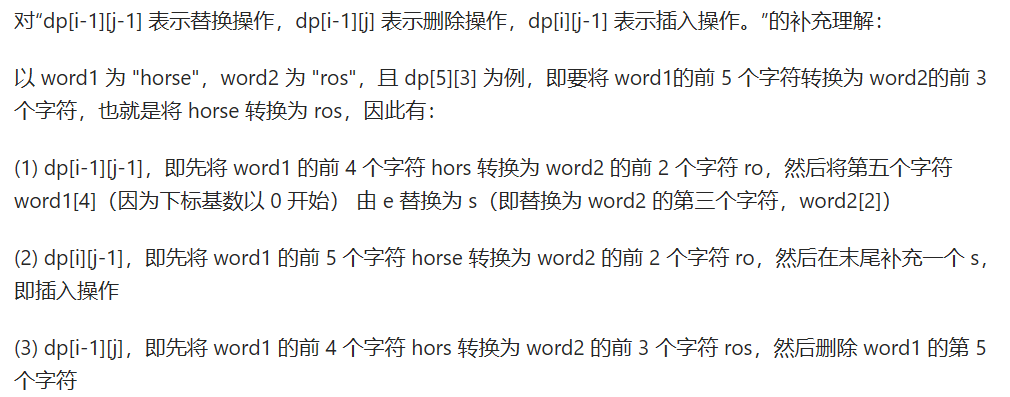 对“dp[i-1][j-1] 表示替换操作，dp[i-1][j] 表示删除操作，dp[i][j-1] 表示插入操作。”的补充理解：
以 word1 为 "horse"，word2 为 "ros"，且 dp[5][3] 为例，即要将 word1的前 5 个字符转换为 word2的前 3
个字符，也就是将 horse 转换为 ros，因此有：
(1) dp[i-1][j-1]，即先将 word1 的前 4 个字符 hors 转换为 word2 的前 2 个字符 ro，然后将第五个字符
word1[4]（因为下标基数以 0 开始） 由 e 替换为 s（即替换为 word2 的第三个字符，word2[2]）
(2) dp[i][j-1]，即先将 word1 的前 5 个字符 horse 转换为 word2 的前 2 个字符 ro，然后在末尾补充一个 s，
即插入操作
(3) dp[i-1][j]，即先将 word1 的前 4 个字符 hors 转换为 word2 的前 3 个字符 ros，然后删除 word1 的第 5
个字符